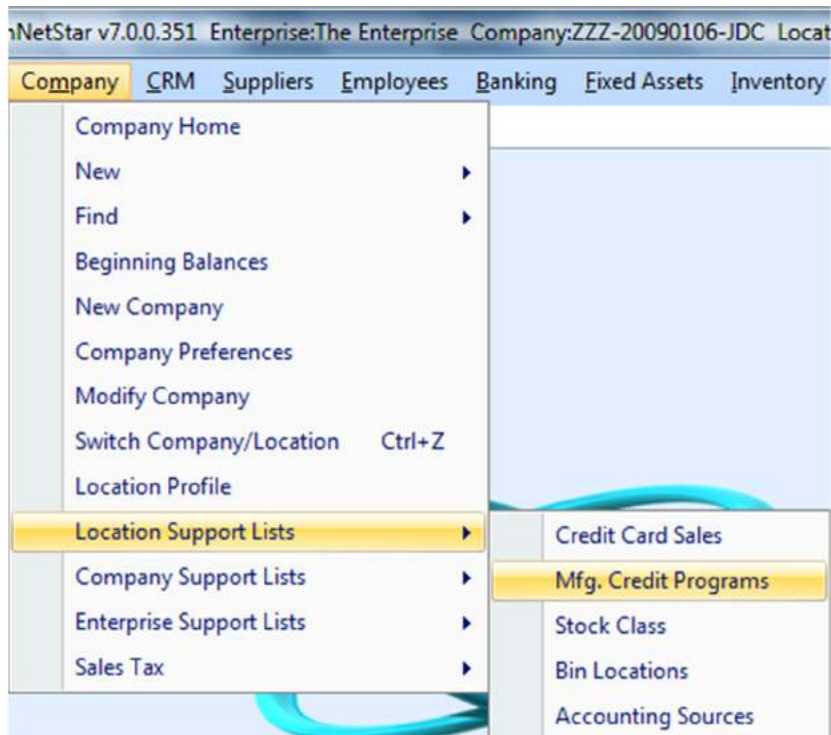 NetStar v7.0.0.351 Enterprise:The Enterprise Company:ZZZ-20090106-JDC Locat
Company CRM Suppliers Employees Banking Fixed Assets Inventory
Company Home
New
Find
Beginning Balances
New Company
Company Preferences
Modify Company
Switch Company/Location Ctrl+Z
Location Profile
Location Support Lists
Credit Card Sales
Company Support Lists
Mfg. Credit Programs
Enterprise Support Lists
Stock Class
Sales Tax
Bin Locations
Accounting Sources